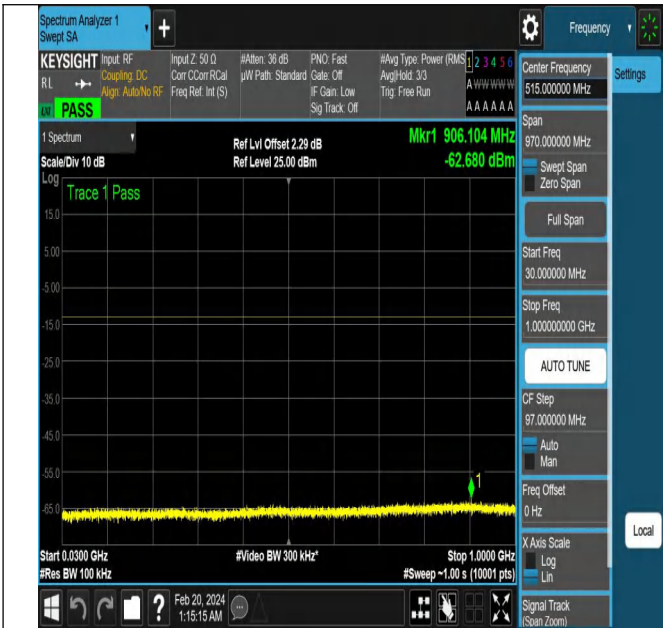 Spectrum Analyzer 1
Swept SA
+
Frequency
KEYSIGHT
RL
LXI
PASS
Input: RF
Coupling: DC
Align: Auto/No RF
Input Z: 50 Ω
Corr CCorr RCal
Freq Ref: Int (S)
#Atten: 36 dB
µW Path: Standard
PNO: Fast
Gate: Off
IF Gain: Low
Sig Track: Off
#Avg Type: Power (RMS
Avg|Hold: 3/3
Trig: Free Run
1 2 3 4 5 6
A W W W W W
A A A A A A
1 Spectrum
Scale/Div 10 dB
Ref Lvl Offset 2.29 dB
Ref Level 25.00 dBm
Mkr1 906.104 MHz
-62.680 dBm
Log
Trace 1 Pass
15.0
5.00
-5.00
-15.0
-25.0
-35.0
-45.0
-55.0
-65.0
1
Start 0.0300 GHz
#Res BW 100 kHz
#Video BW 300 kHz*
Stop 1.0000 GHz
#Sweep ~1.00 s (10001 pts)
Center Frequency
515.000000 MHz
Settings
Span
970.000000 MHz
Swept Span
Zero Span
Full Span
Start Freq
30.000000 MHz
Stop Freq
1.000000000 GHz
AUTO TUNE
CF Step
97.000000 MHz
Auto
Man
Freq Offset
0 Hz
Local
X Axis Scale
Log
Lin
Signal Track
(Span Zoom)
?
Feb 20, 2024
1:15:15 AM